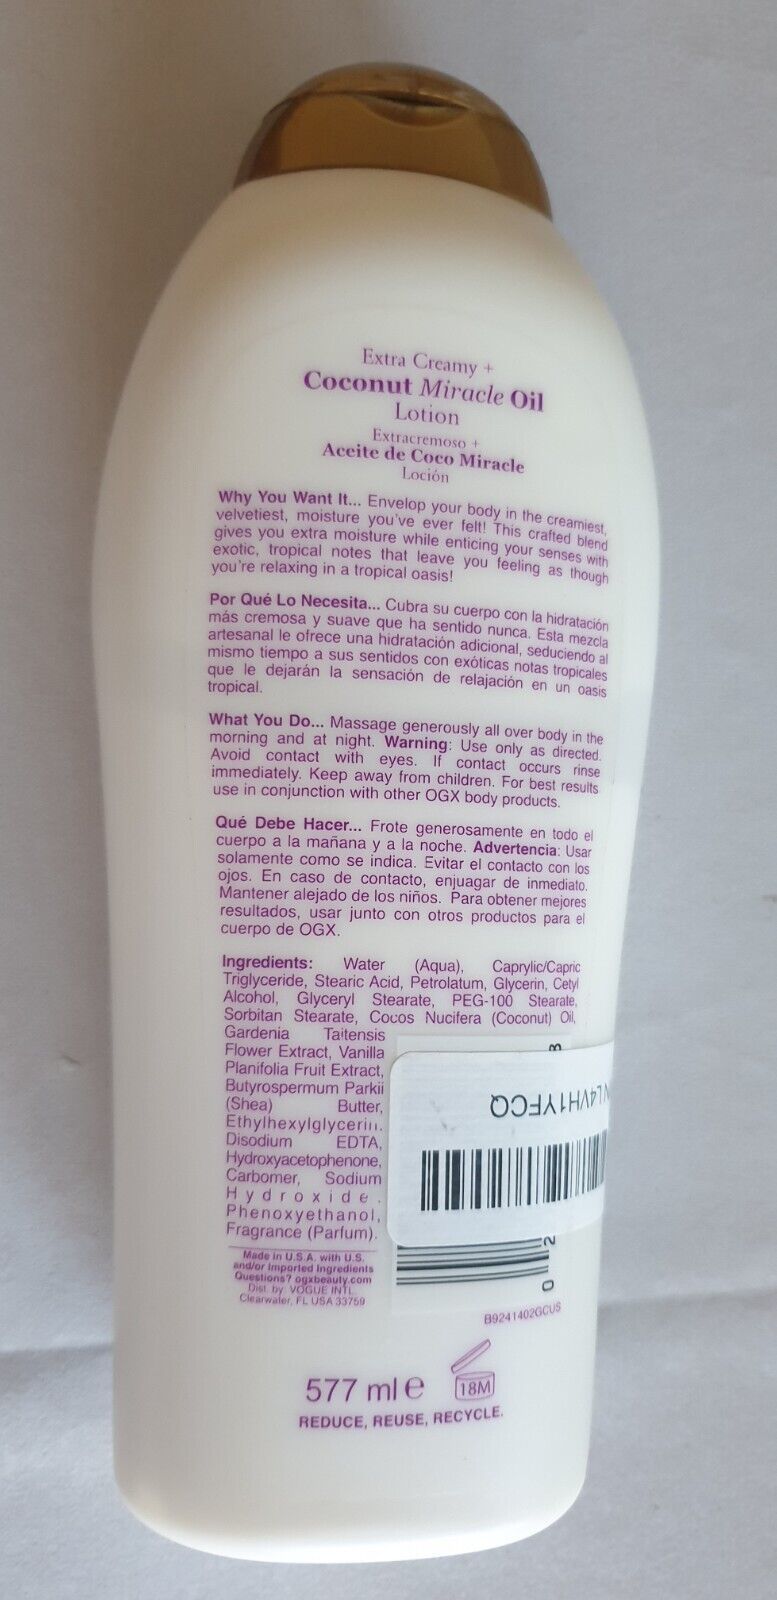 Extra Creamy +
Coconut Miracle Oil
Lotion
Extracremoso +
Aceite de Coco Miracle
Loción
Why You Want It... Envelop your body in the creamiest,
velvetiest, moisture you've ever felt! This crafted blend
gives you extra moisture while enticing your senses with
exotic, tropical notes that leave you feeling as though
you're relaxing in a tropical oasis!
Por Qué Lo Necesita... Cubra su cuerpo con la hidratación
más cremosa y suave que ha sentido nunca. Esta mezcla
artesanal le ofrece una hidratación adicional, seduciendo al
mismo tiempo a sus sentidos con exóticas notas tropicales
que le dejarán la sensación de relajación en un oasis
tropical.
What You Do... Massage generously all over body in the
morning and at night. Warning: Use only as directed.
Avoid contact with eyes. If contact occurs rinse
immediately. Keep away from children. For best results
use in conjunction with other OGX body products.
Qué Debe Hacer... Frote generosamente en todo el
cuerpo a la mañana y a la noche. Advertencia: Usar
solamente como se indica. Evitar el contacto con los
ojos. En caso de contacto, enjuagar de inmediato.
Mantener alejado de los niños. Para obtener mejores
resultados, usar junto con otros productos para el
cuerpo de OGX.
Ingredients: Water (Aqua), Caprylic/Capric
Triglyceride, Stearic Acid, Petrolatum, Glycerin, Cetyl
Alcohol, Glyceryl Stearate, PEG-100 Stearate,
Sorbitan Stearate, Cocos Nucifera (Coconut) Oil,
Gardenia Taitensis
Flower Extract, Vanilla
Planifolia Fruit Extract,
Butyrospermum Parkii
(Shea) Butter,
Ethylhexylglycerin.
Disodium EDTA,
Hydroxyacetophenone,
Carbomer, Sodium
Hydroxide.
Phenoxyethanol,
Fragrance (Parfum).
Made in U.S.A. with U.S.
and/or Imported Ingredients
Questions? ogxbeauty.com
Dist. by: VOGUE INTL.
Clearwater, FL USA 33759
L4VH1YFCQ
0 2
8
B9241402GCUS
577 ml e
18M
REDUCE, REUSE, RECYCLE.